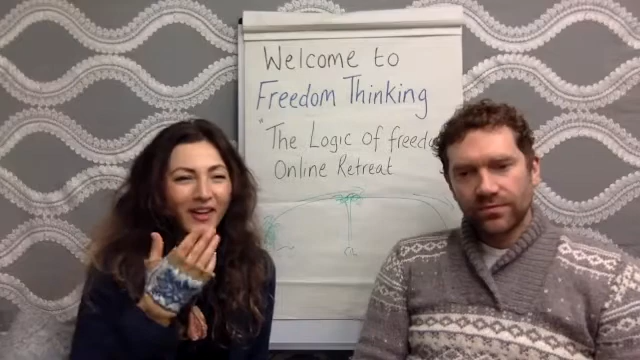 Welcome to
Freedom Thinking
"The Logic of freedo
Online Retreat